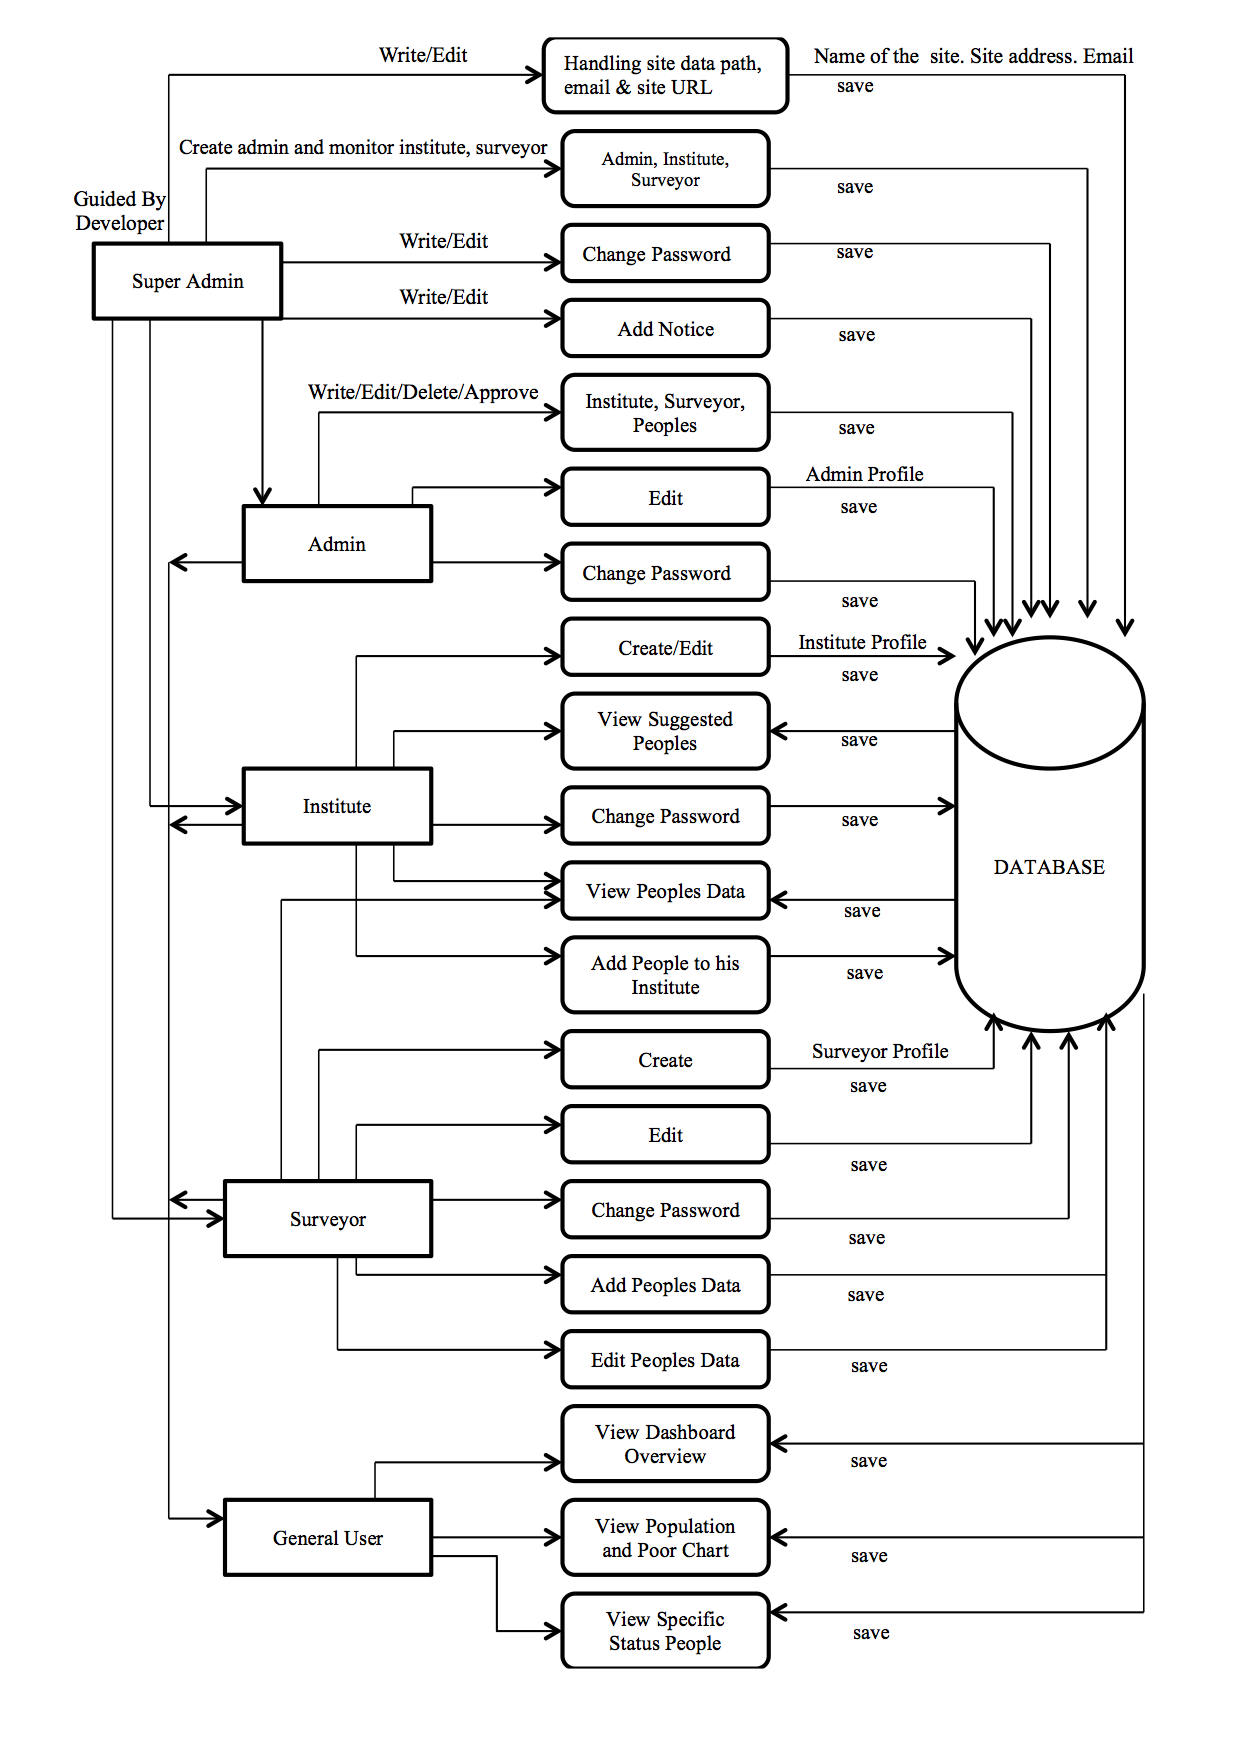 Write/Edit
Handling site data path,
email & site URL
Name of the site. Site address. Email
save
Create admin and monitor institute, surveyor
Admin, Institute,
Surveyor
save
Guided By
Developer
Super Admin
Write/Edit
Change Password
save
Write/Edit
Add Notice
save
Write/Edit/Delete/Approve
Institute, Surveyor,
Peoples
save
Admin
Edit
Admin Profile
save
Change Password
save
Create/Edit
Institute Profile
save
View Suggested
Peoples
save
Institute
Change Password
save
DATABASE
View Peoples Data
save
Add People to his
Institute
save
Create
Surveyor Profile
save
Edit
save
Surveyor
Change Password
save
Add Peoples Data
save
Edit Peoples Data
save
View Dashboard
Overview
save
General User
View Population
and Poor Chart
save
View Specific
Status People
save